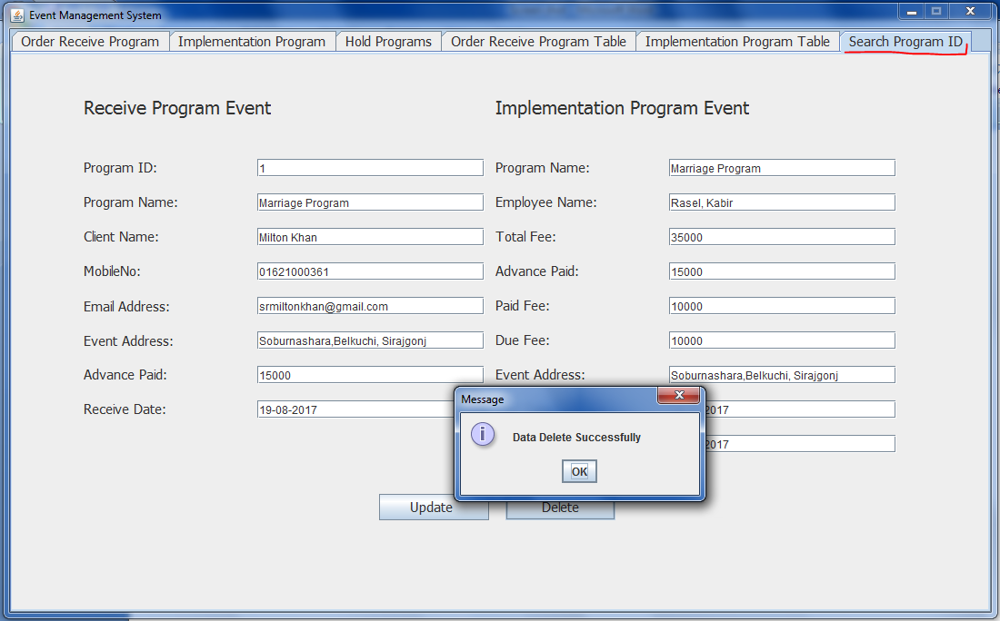 Event Management System
Order Receive Program Implementation Program Hold Programs Order Receive Program Table Implementation Program Table Search Program ID
Receive Program Event
Program ID: 1
Program Name: Marriage Program
Client Name: Milton Khan
MobileNo: 01621000361
Email Address: srmiltonkhan@gmail.com
Event Address: Soburnashara,Belkuchi, Sirajgonj
Advance Paid: 15000
Receive Date: 19-08-2017
Implementation Program Event
Program Name: Marriage Program
Employee Name: Rasel, Kabir
Total Fee: 35000
Advance Paid: 15000
Paid Fee: 10000
Due Fee: 10000
Event Address: Soburnashara,Belkuchi, Sirajgonj
2017
2017
Message
Data Delete Successfully
OK
Update Delete